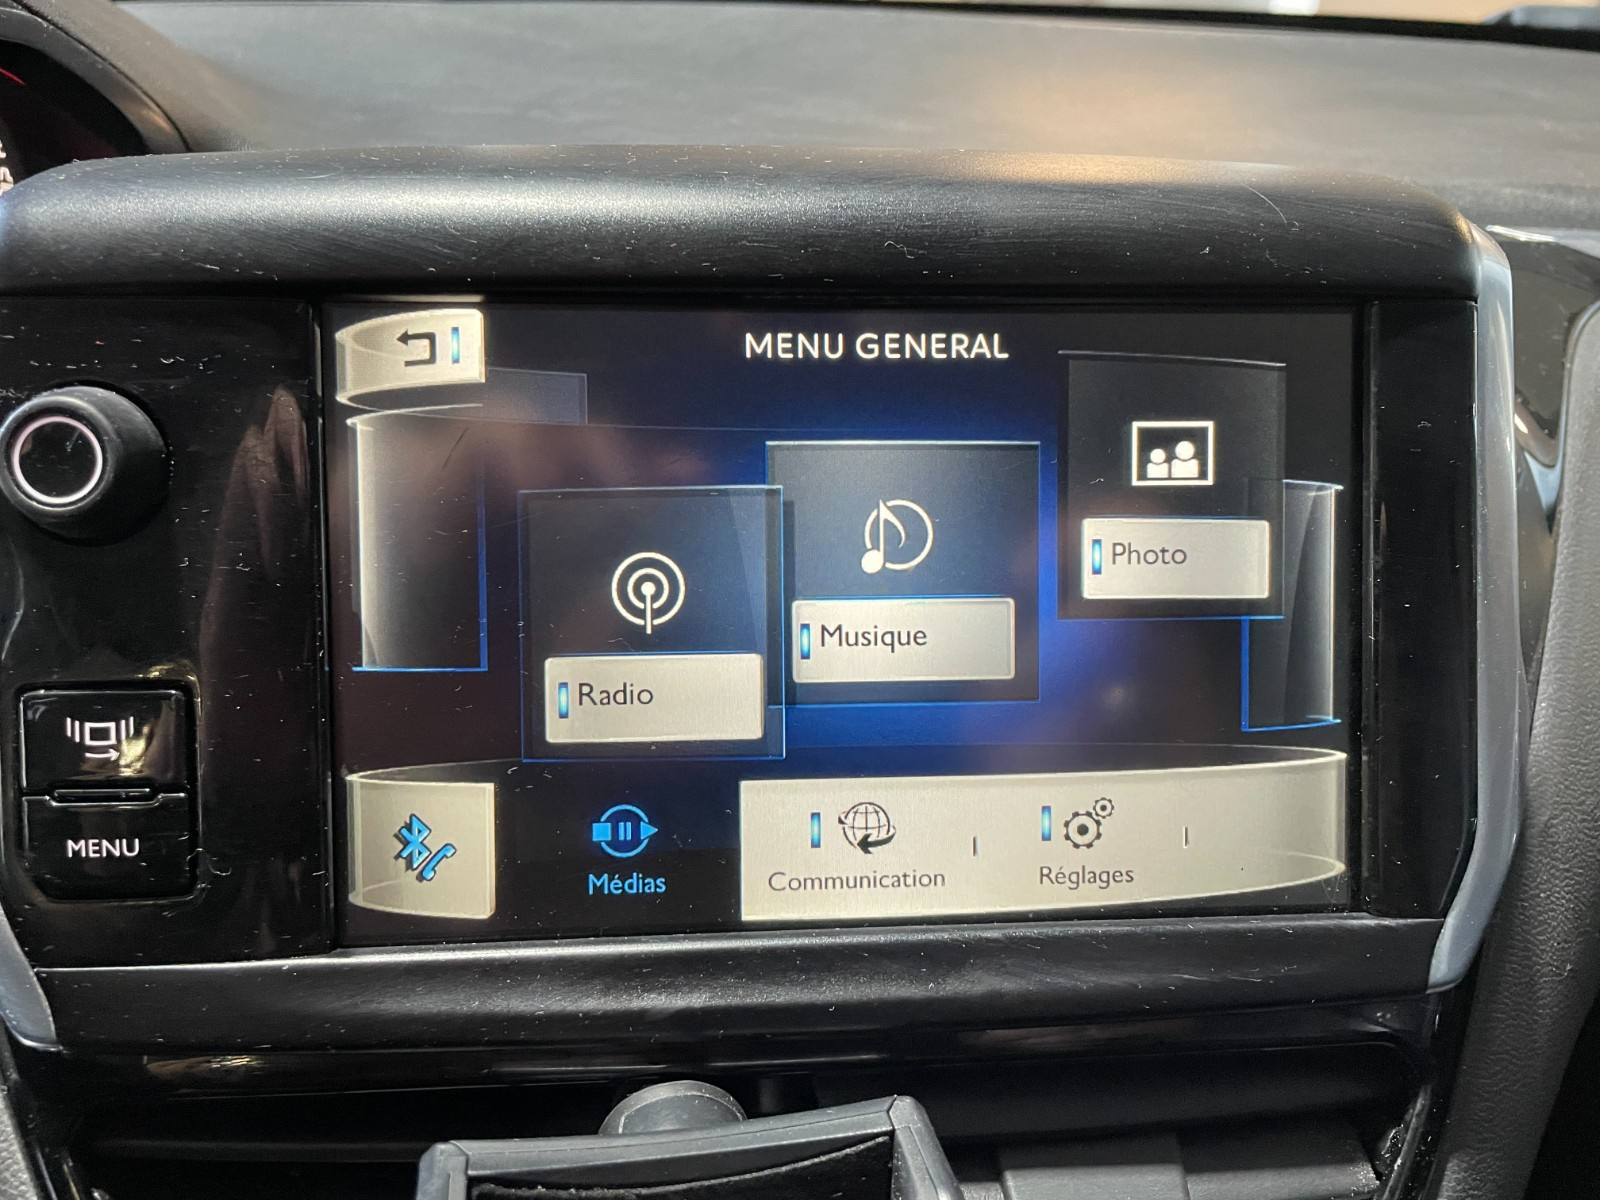 MENU GENERAL
Photo
Musique
Radio
MENU
Médias
Communication
Réglages